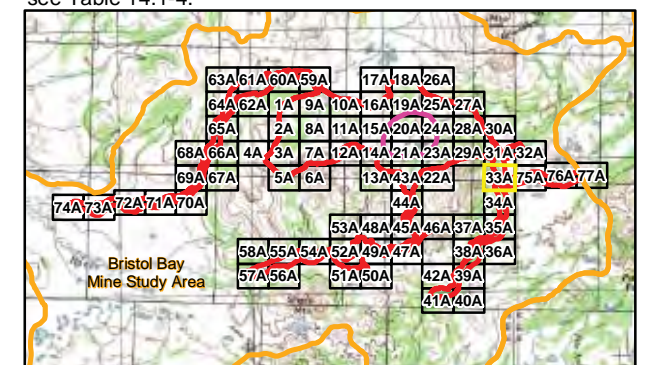 see Table 14.1-4.
63A 61A 60A 59A 17A 18A 26A
64A 62A 1A 9A 10A 16A 19A 25A 27A
65A 2A 8A 11A 15A 20A 24A 28A 30A
68A 66A 4A 3A 7A 12A 14A 21A 23A 29A 31A 32A
69A 67A 5A 6A 13A 43A 22A 33A 75A 76A 77A
74A 73A 72A 71A 70A 44A 34A
53A 48A 45A 46A 37A 35A
58A 55A 54A 52A 49A 47A 38A 36A
57A 56A 51A 50A 42A 39A
41A 40A
Bristol Bay
Mine Study Area